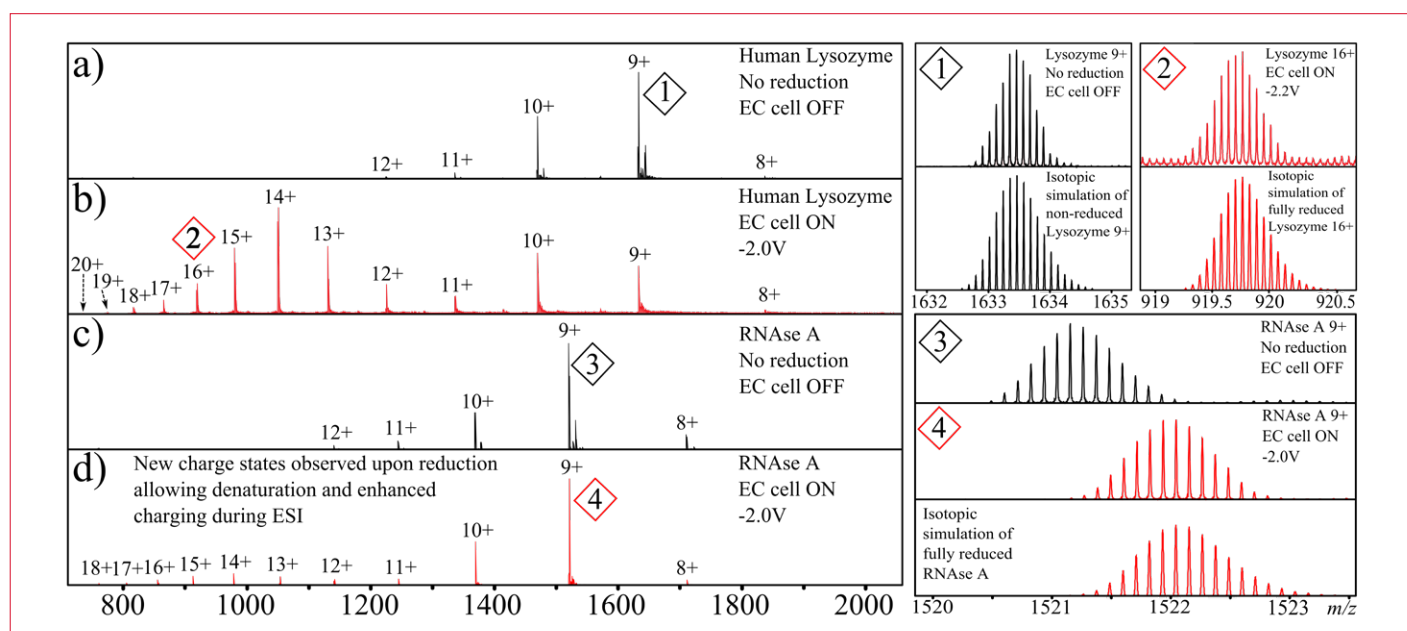 a)
Human Lysozyme
No reduction
EC cell OFF
9+
1
10+
12+
11+
8+
b)
Human Lysozyme
EC cell ON
-2.0V
14+
2
15+
13+
16+
10+
9+
20+
19+
18+
17+
12+
11+
8+
c)
RNAse A
No reduction
EC cell OFF
9+
3
10+
12+
11+
8+
d)
New charge states observed upon reduction
allowing denaturation and enhanced
charging during ESI
RNAse A
EC cell ON
-2.0V
9+
4
10+
18+
17+
16+
15+
14+
13+
12+
11+
8+
800
1000
1200
1400
1600
1800
2000
1
Lysozyme 9+
No reduction
EC cell OFF
Isotopic
simulation of
non-reduced
Lysozyme 9+
1632
1633
1634
1635
2
Lysozyme 16+
EC cell ON
-2.2V
Isotopic
simulation of
fully reduced
Lysozyme 16+
919
919.5
920
920.5
3
RNAse A 9+
No reduction
EC cell OFF
4
RNAse A 9+
EC cell ON
-2.0V
Isotopic
simulation of
fully reduced
RNAse A
1520
1521
1522
1523
m/z